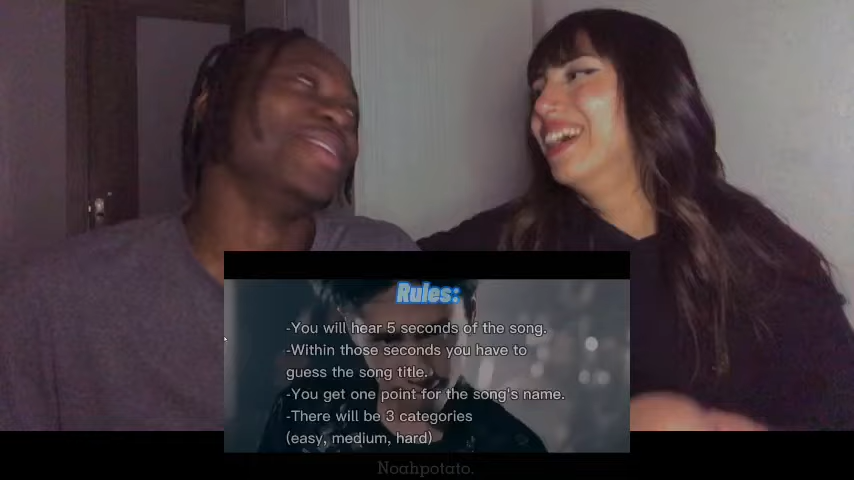 Rules:
-You will hear 5 seconds of the song.
-Within those seconds you have to
guess the song title.
-You get one point for the song's name.
-There will be 3 categories
(easy, medium, hard)
Noahpotato.